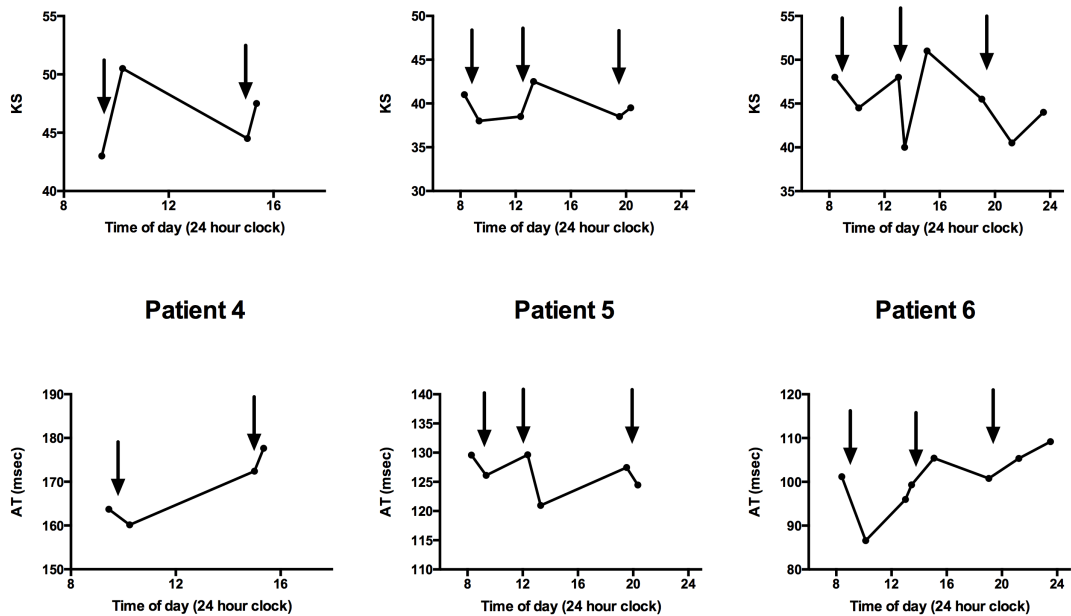 55
50
45
40
KS
8 12 16
Time of day (24 hour clock)
50
45
40
35
30
KS
8 12 16 20 24
Time of day (24 hour clock)
55
50
45
40
35
KS
8 12 16 20 24
Time of day (24 hour clock)
Patient 4
Patient 5
Patient 6
190
180
170
160
150
AT (msec)
8 12 16
Time of day (24 hour clock)
140
135
130
125
120
115
110
AT (msec)
8 12 16 20 24
Time of day (24 hour clock)
120
110
100
90
80
AT (msec)
8 12 16 20 24
Time of day (24 hour clock)